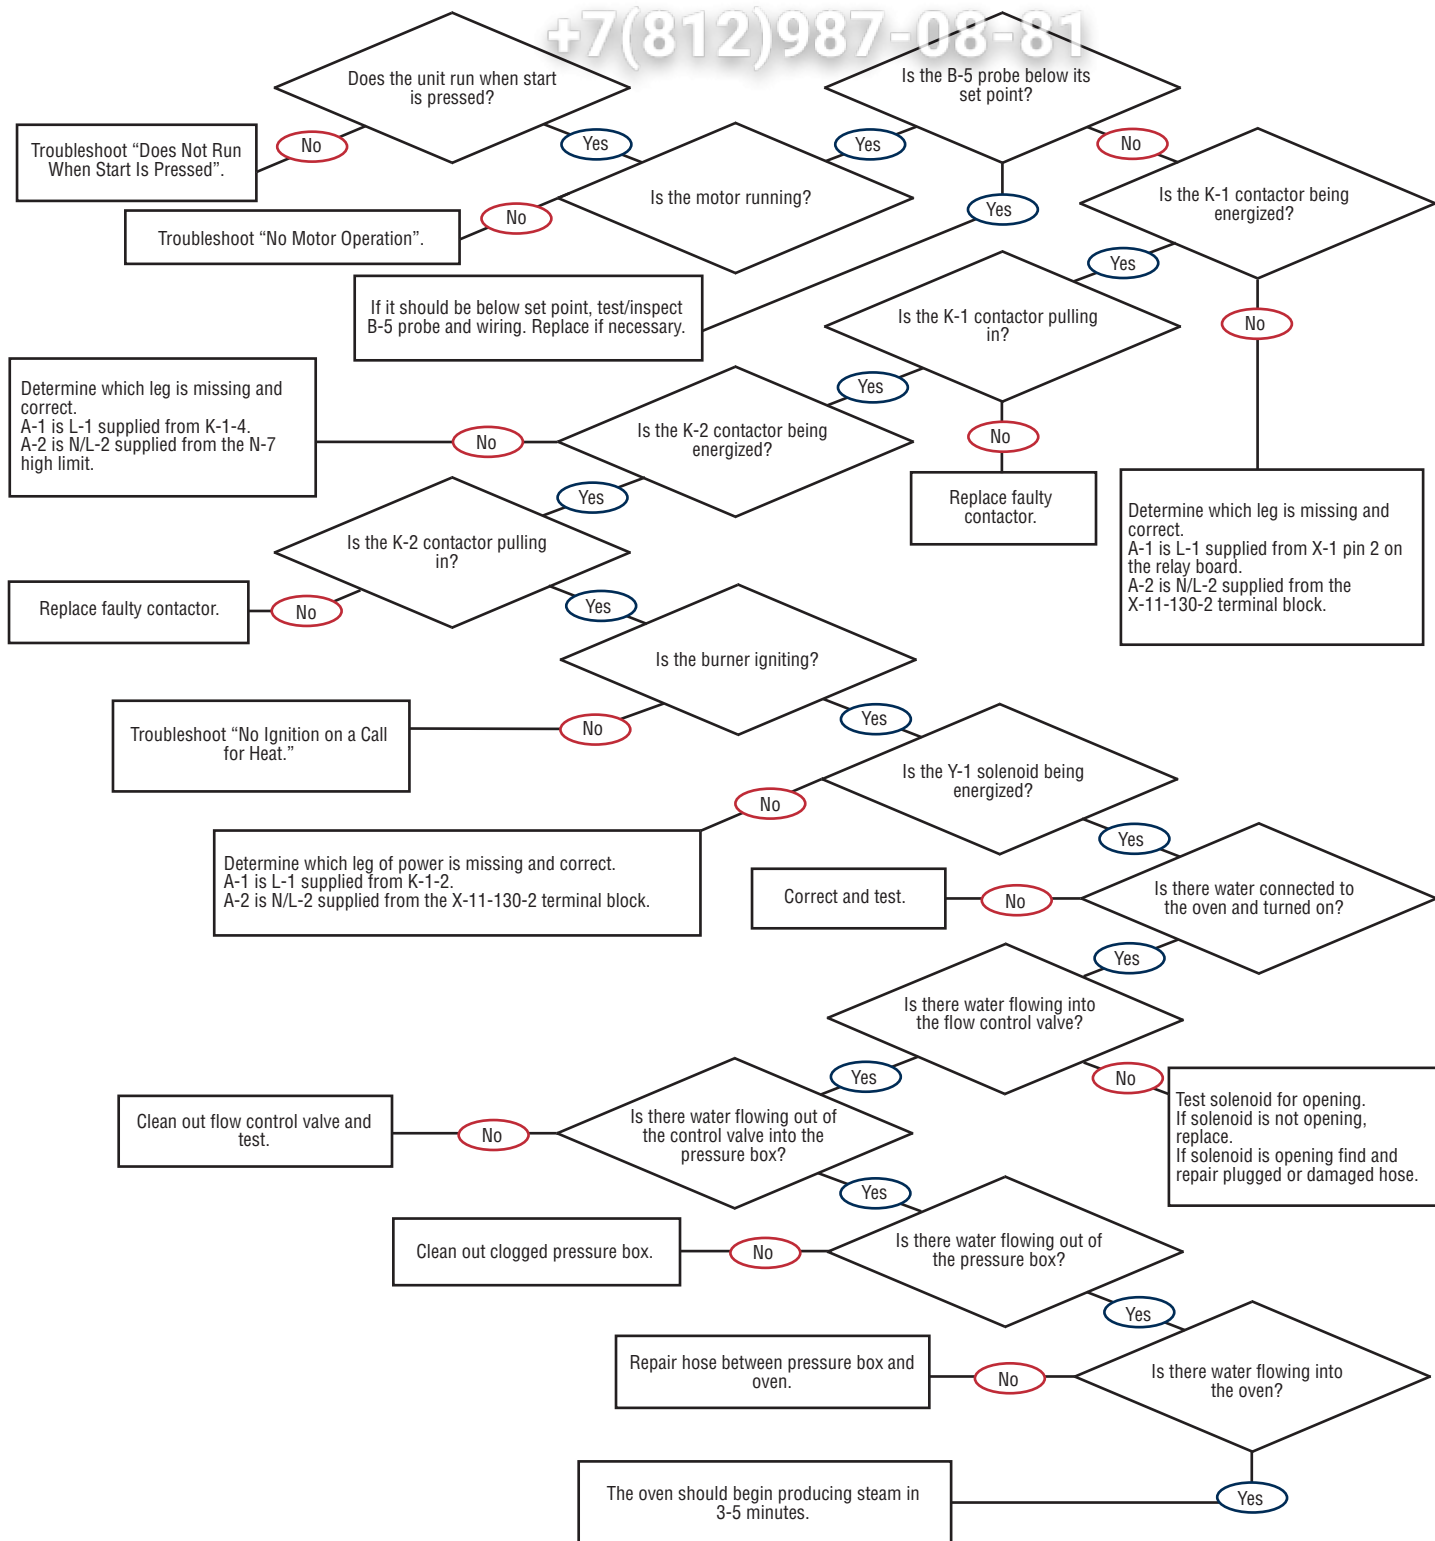 +7(812)987-08-81
Does the unit run when start
is pressed?
Is the B-5 probe below its
set point?
No
Yes
Yes
No
Troubleshoot “Does Not Run
When Start Is Pressed”.
Is the motor running?
Is the K-1 contactor being
energized?
No
Yes
Troubleshoot “No Motor Operation”.
Yes
If it should be below set point, test/inspect
B-5 probe and wiring. Replace if necessary.
Is the K-1 contactor pulling
in?
No
Determine which leg is missing and
correct.
A-1 is L-1 supplied from K-1-4.
A-2 is N/L-2 supplied from the N-7
high limit.
Yes
No
Is the K-2 contactor being
energized?
No
Yes
Replace faulty
contactor.
Determine which leg is missing and
correct.
A-1 is L-1 supplied from X-1 pin 2 on
the relay board.
A-2 is N/L-2 supplied from the
X-11-130-2 terminal block.
Is the K-2 contactor pulling
in?
Replace faulty contactor.
No
Yes
Is the burner igniting?
Troubleshoot “No Ignition on a Call
for Heat.”
No
Yes
Is the Y-1 solenoid being
energized?
No
Yes
Determine which leg of power is missing and correct.
A-1 is L-1 supplied from K-1-2.
A-2 is N/L-2 supplied from the X-11-130-2 terminal block.
Correct and test.
No
Is there water connected to
the oven and turned on?
Yes
Is there water flowing into
the flow control valve?
Yes
No
Test solenoid for opening.
If solenoid is not opening,
replace.
If solenoid is opening find and
repair plugged or damaged hose.
Clean out flow control valve and
test.
No
Is there water flowing out of
the control valve into the
pressure box?
Yes
Clean out clogged pressure box.
No
Is there water flowing out of
the pressure box?
Yes
Repair hose between pressure box and
oven.
No
Is there water flowing into
the oven?
The oven should begin producing steam in
3-5 minutes.
Yes